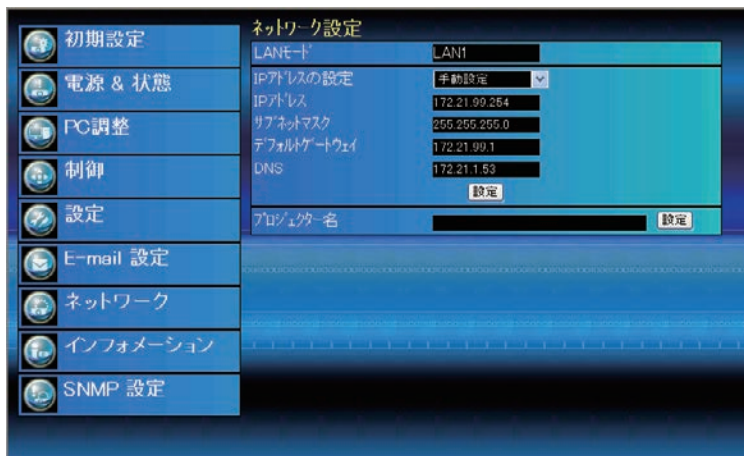 初期設定
電源 & 状態
PC調整
制御
設定
E-mail 設定
ネットワーク
インフォメーション
SNMP 設定
ネットワーク設定
LANモード LAN1
IPアドレスの設定 手動設定
IPアドレス 172.21.99.254
サブネットマスク 255.255.255.0
デフォルトゲートウェイ 172.21.99.1
DNS 172.21.1.53
設定
プロジェクター名 設定